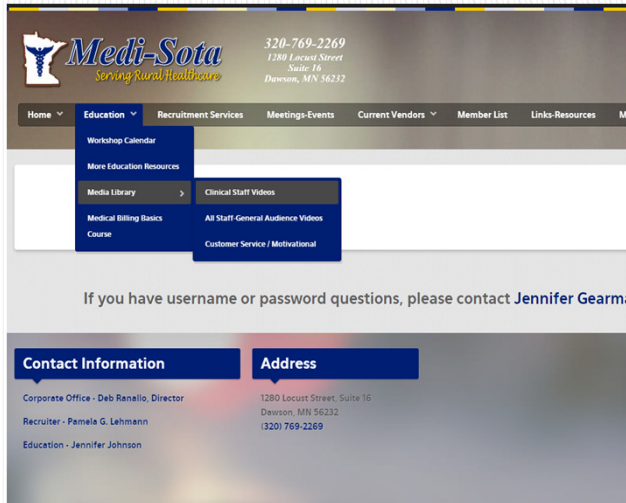 Medi-Sota
Serving Rural Healthcare
320-769-2269
1280 Locust Street
Suite 16
Dawson, MN 56232
Home Education Recruitment Services Meetings-Events Current Vendors Member List Links-Resources M
Workshop Calendar
More Education Resources
Media Library
Medical Billing Basics
Course
Clinical Staff Videos
All Staff-General Audience Videos
Customer Service / Motivational
If you have username or password questions, please contact Jennifer Gearma
Contact Information
Corporate Office - Deb Ranallo, Director
Recruiter - Pamela G. Lehmann
Education - Jennifer Johnson
Address
1280 Locust Street, Suite 16
Dawson, MN 56232
(320) 769-2269